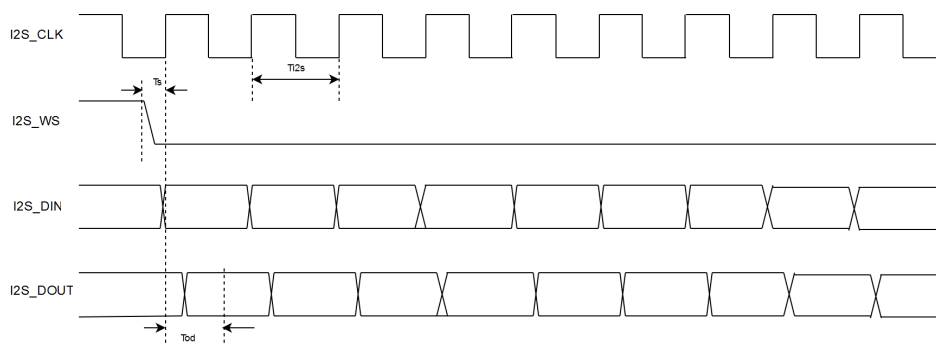 I2S_CLK
Ts
Ti2s
I2S_WS
I2S_DIN
I2S_DOUT
Tod